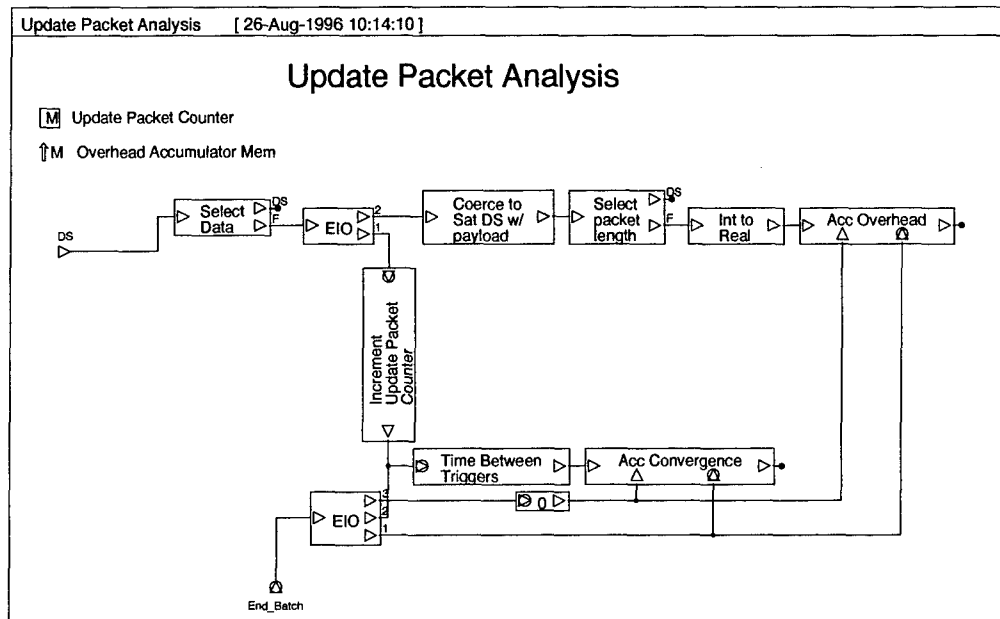 Update Packet Analysis [ 26-Aug-1996 10:14:10 ]
Update Packet Analysis
M Update Packet Counter
⇑M Overhead Accumulator Mem
DS
Select
Data
DS
F
EIO
2
1
Coerce to
Sat DS w/
payload
Select
packet
length
DS
F
Int to
Real
Acc Overhead
Increment
Update Packet
Counter
Time Between
Triggers
Acc Convergence
0
EIO
3
2
1
End_Batch